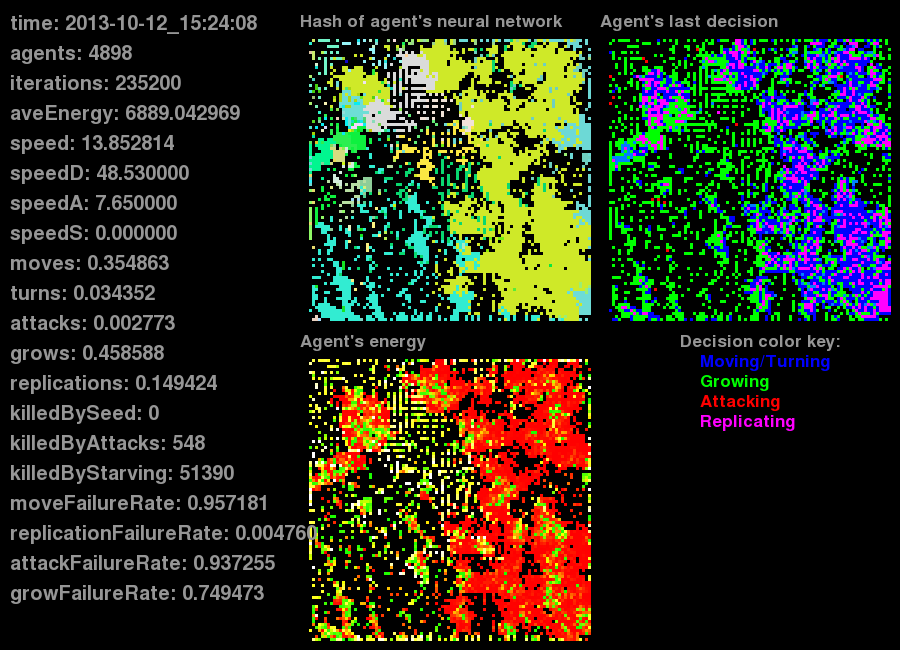 time: 2013-10-12_15:24:08
agents: 4898
iterations: 235200
aveEnergy: 6889.042969
speed: 13.852814
speedD: 48.530000
speedA: 7.650000
speedS: 0.000000
moves: 0.354863
turns: 0.034352
attacks: 0.002773
grows: 0.458588
replications: 0.149424
killedBySeed: 0
killedByAttacks: 548
killedByStarving: 51390
moveFailureRate: 0.957181
replicationFailureRate: 0.004760
attackFailureRate: 0.937255
growFailureRate: 0.749473
Hash of agent's neural network
Agent's last decision
Agent's energy
Decision color key:
Moving/Turning
Growing
Attacking
Replicating